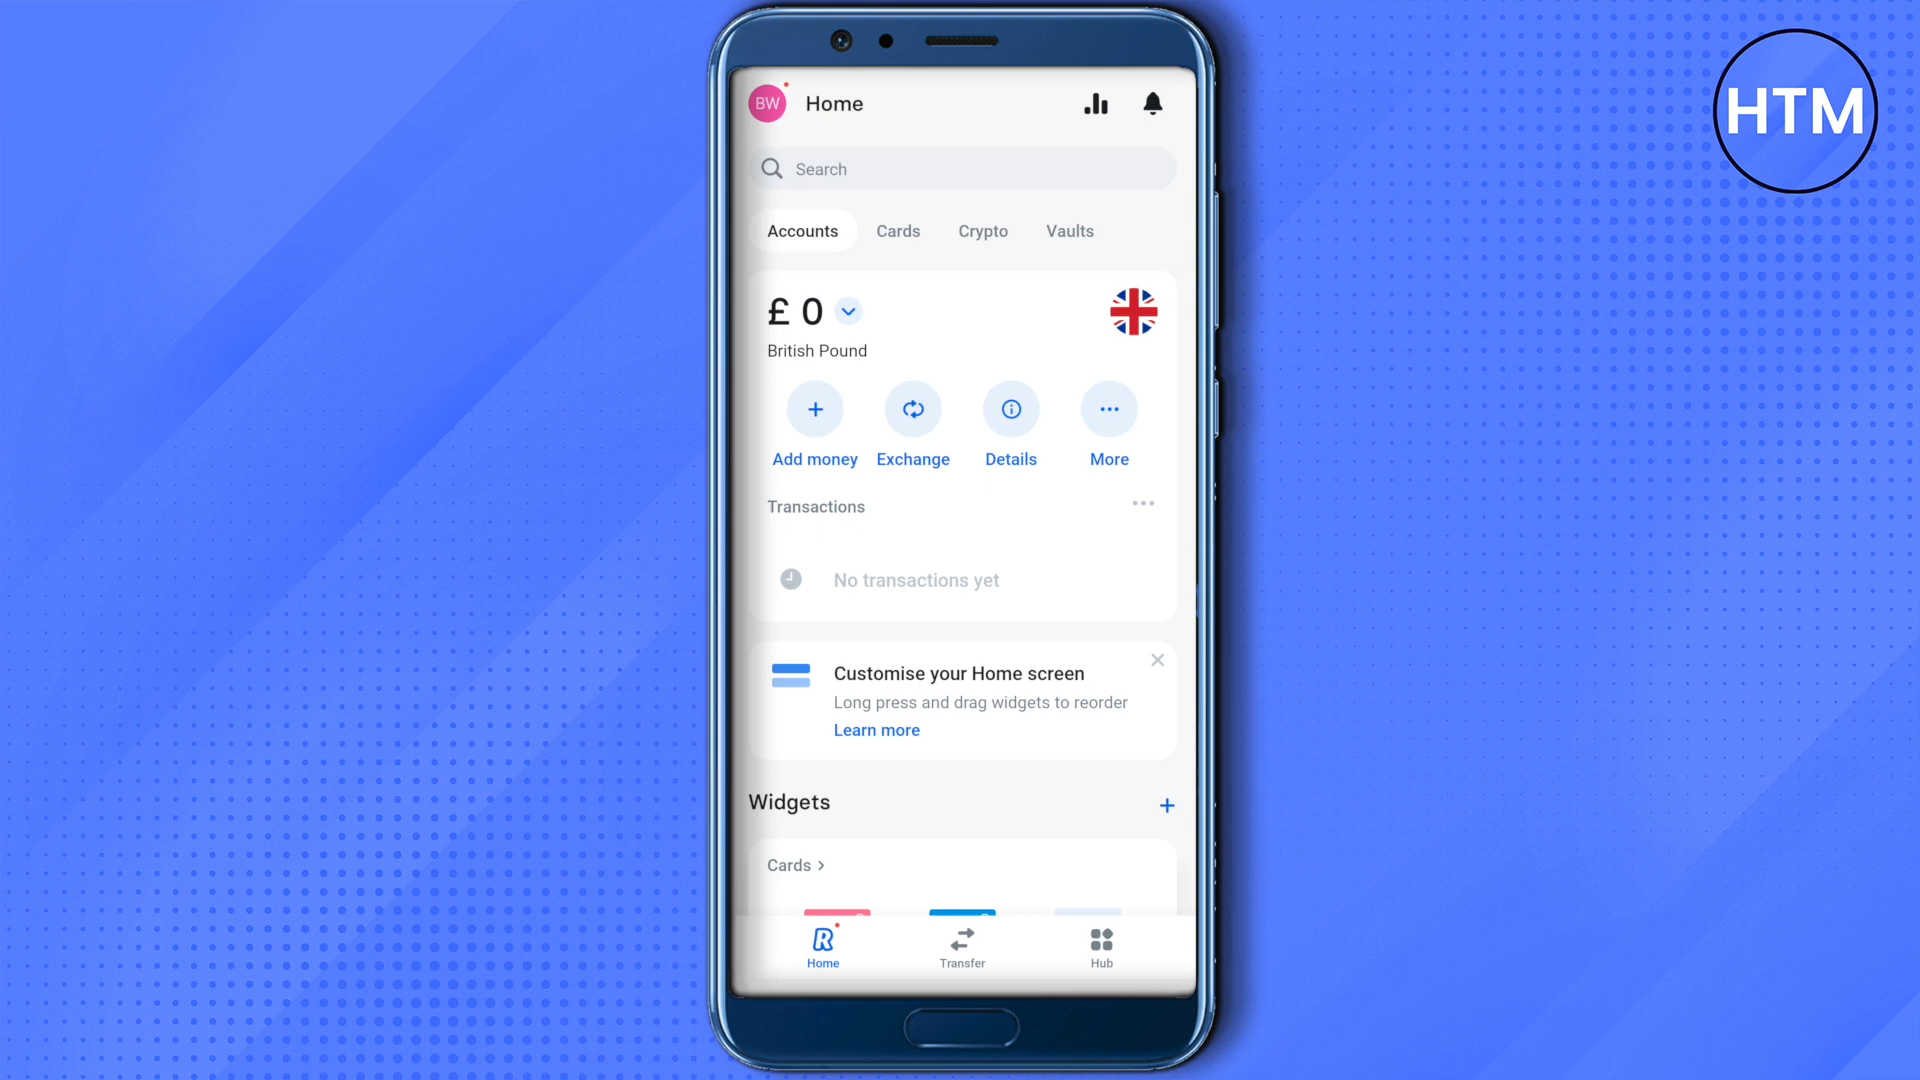 HTM
BW Home
Search
Accounts Cards Crypto Vaults
£ 0
British Pound
Add money Exchange Details More
Transactions
No transactions yet
Customise your Home screen
Long press and drag widgets to reorder
Learn more
Widgets
Cards
R
Home Transfer Hub